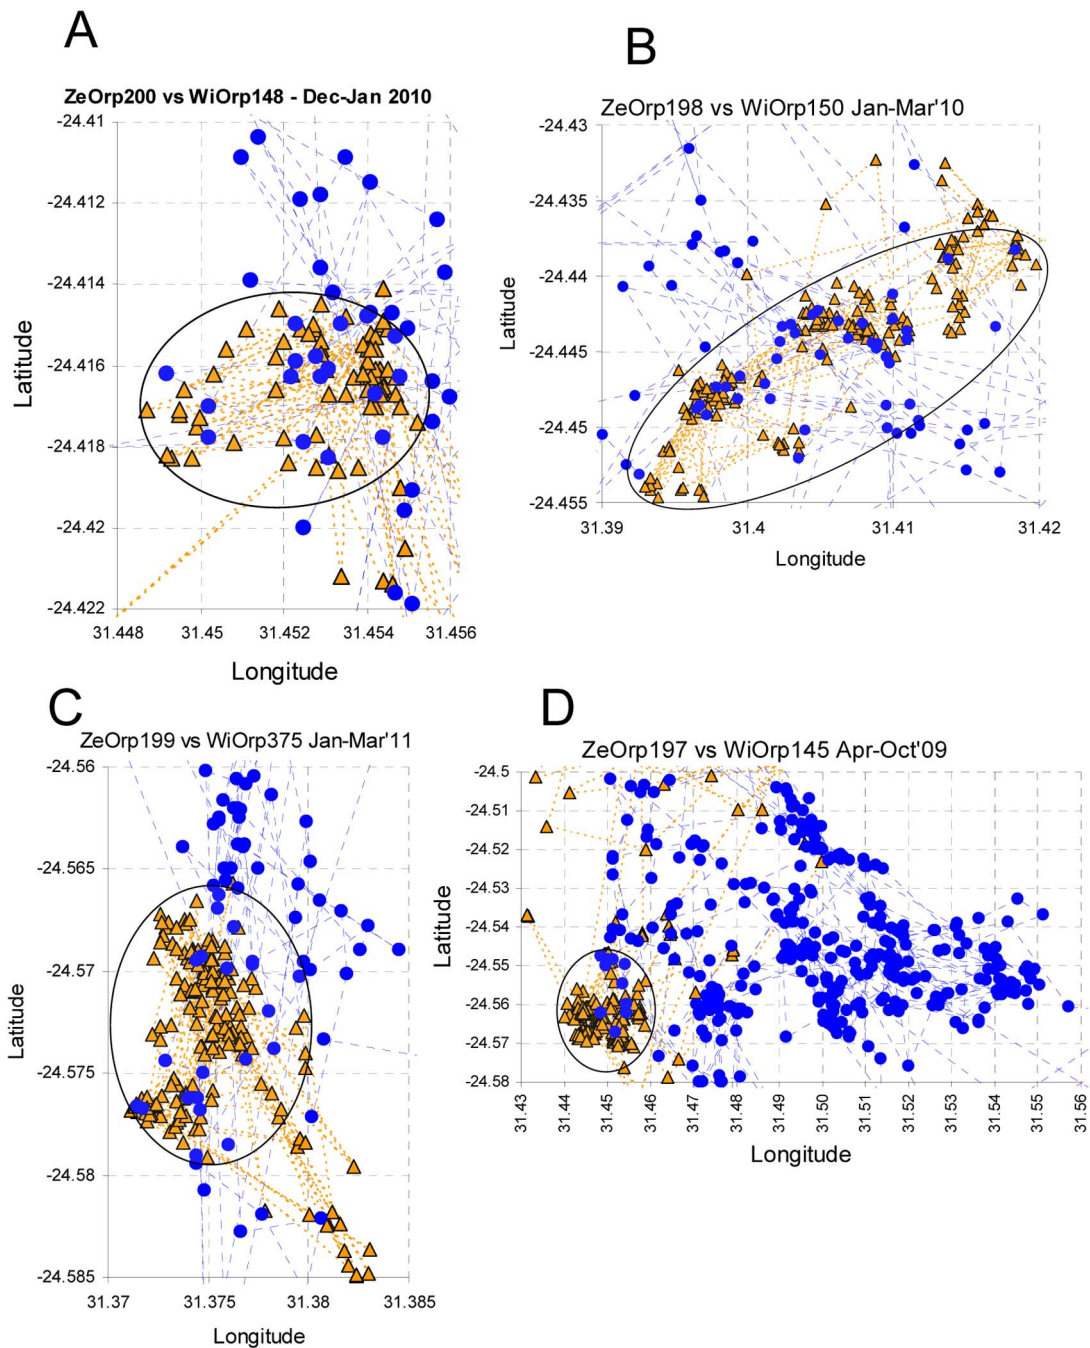 A
B
ZeOrp200 vs WiOrp148 - Dec-Jan 2010
ZeOrp198 vs WiOrp150 Jan-Mar'10
-24.41
-24.412
-24.414
-24.416
-24.418
-24.42
-24.422
Latitude
31.448 31.45 31.452 31.454 31.456
Longitude
-24.43
-24.435
-24.44
-24.445
-24.45
-24.455
Latitude
31.39 31.4 31.41 31.42
Longitude
C
D
ZeOrp199 vs WiOrp375 Jan-Mar'11
ZeOrp197 vs WiOrp145 Apr-Oct'09
-24.56
-24.565
-24.57
-24.575
-24.58
-24.585
Latitude
31.37 31.375 31.38 31.385
Longitude
-24.5
-24.51
-24.52
-24.53
-24.54
-24.55
-24.56
-24.57
-24.58
Latitude
31.43 31.44 31.45 31.46 31.47 31.48 31.49 31.50 31.51 31.52 31.53 31.54 31.55 31.56
Longitude